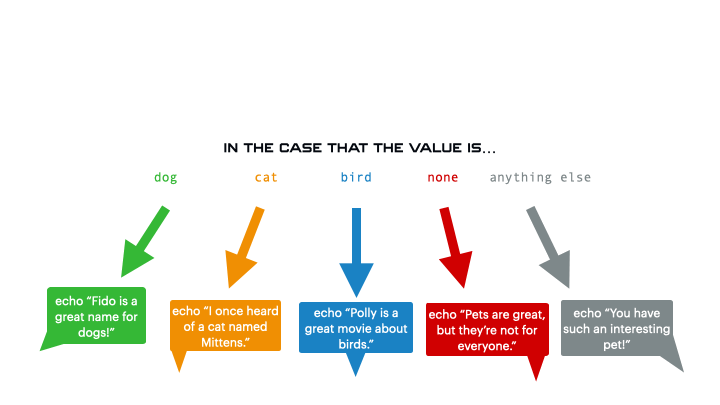 IN THE CASE THAT THE VALUE IS...
dog cat bird none anything else
echo “Fido is a
great name for
dogs!”
echo “I once heard
of a cat named
Mittens.”
echo “Polly is a
great movie about
birds.”
echo “Pets are great,
but they’re not for
everyone.”
echo “You have
such an interesting
pet!”